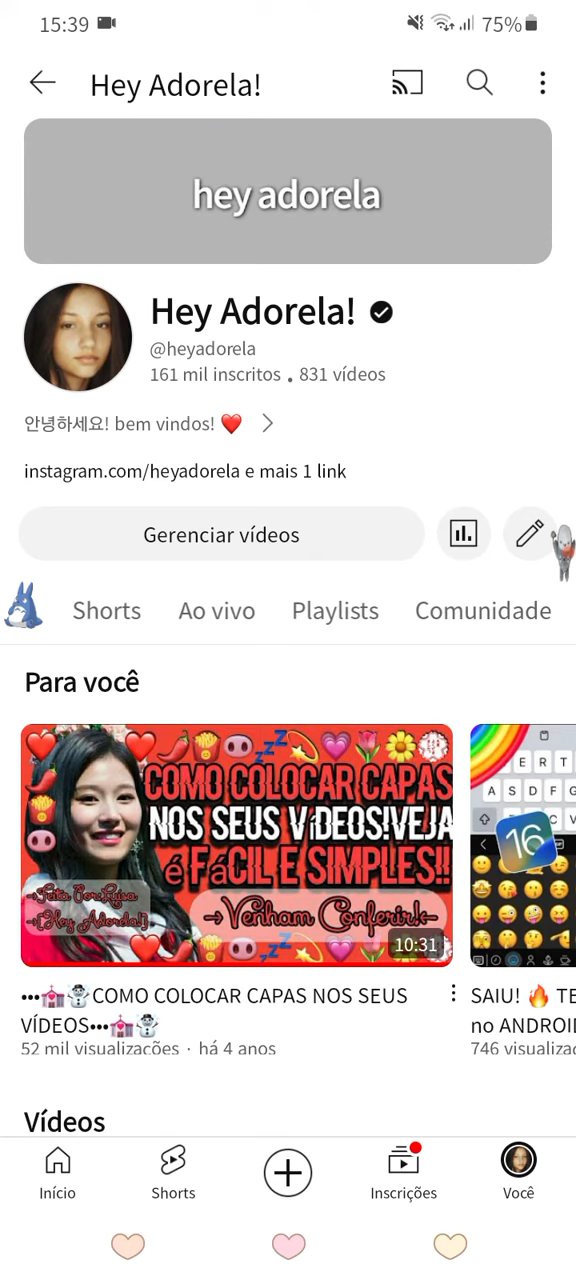 15:39
75%
Hey Adorela!
hey adorela
Hey Adorela!
@heyadorela
161 mil inscritos . 831 vídeos
안녕하세요! bem vindos! ❤️
instagram.com/heyadorela e mais 1 link
Gerenciar vídeos
Shorts Ao vivo Playlists Comunidade
Para você
COMO COLOCAR CAPAS
NOS SEUS VíDEOS!VEJA
é FáCIL E SIMPLES!!
→Venham Conferir!←
10:31
E R T
A S D F G
C V
16
•••💒☃️COMO COLOCAR CAPAS NOS SEUS
VÍDEOS•••💒☃️
52 mil visualizações · há 4 anos
SAIU! 🔥 TE
no ANDROI
746 visualiza
Vídeos
Início Shorts Inscrições Você